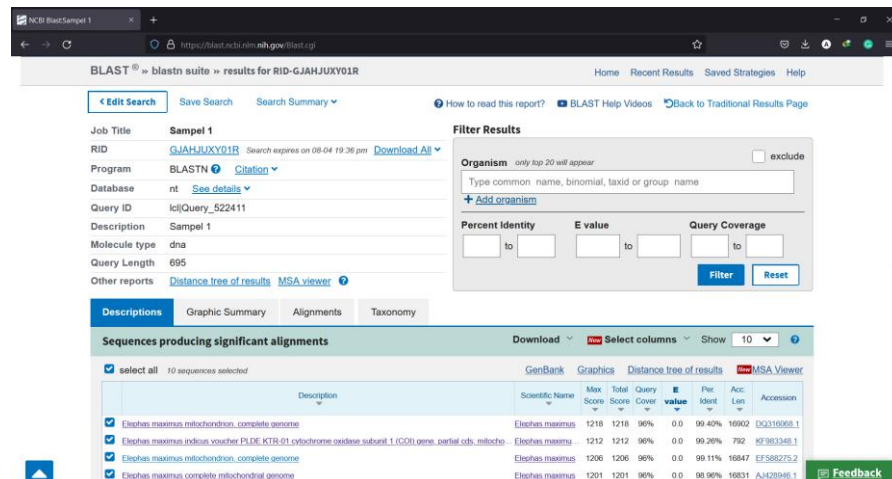 NCBI Blast:Sampel 1
https://blast.ncbi.nlm.nih.gov/Blast.cgi
BLAST ® » blastn suite » results for RID-GJAHJUXY01R
Home Recent Results Saved Strategies Help
< Edit Search Save Search Search Summary
How to read this report? BLAST Help Videos Back to Traditional Results Page
Job Title Sampel 1
RID GJAHJUXY01R Search expires on 08-04 19:36 pm Download All
Program BLASTN Citation
Database nt See details
Query ID lcl|Query_522411
Description Sampel 1
Molecule type dna
Query Length 695
Other reports Distance tree of results MSA viewer
Filter Results
Organism only top 20 will appear
exclude
Type common name, binomial, taxid or group name
+ Add organism
Percent Identity E value Query Coverage
to to to
Filter Reset
Descriptions Graphic Summary Alignments Taxonomy
Sequences producing significant alignments Download New Select columns Show 10
select all 10 sequences selected GenBank Graphics Distance tree of results New MSA Viewer
Description Scientific Name Max Score Total Score Query Cover E value Per. Ident Acc. Len Accession
Elephas maximus mitochondrion, complete genome Elephas maximus 1218 1218 96% 0.0 99.40% 16902 DQ316068.1
Elephas maximus indicus voucher PLDE KTR-01 cytochrome oxidase subunit 1 (COI) gene, partial cds; mitocho... Elephas maximu... 1212 1212 96% 0.0 99.26% 792 KF983348.1
Elephas maximus mitochondrion, complete genome Elephas maximus 1206 1206 96% 0.0 99.11% 16847 EF588275.2
Elephas maximus complete mitochondrial genome Elephas maximus 1201 1201 96% 0.0 98.96% 16831 AJ428946.1
Feedback